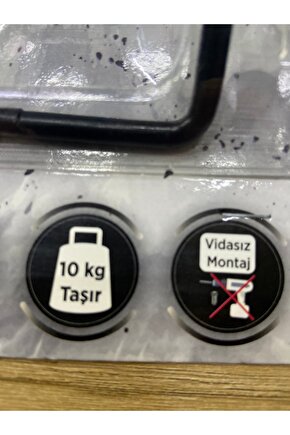 10 kg
Taşır
Vidasız
Montaj